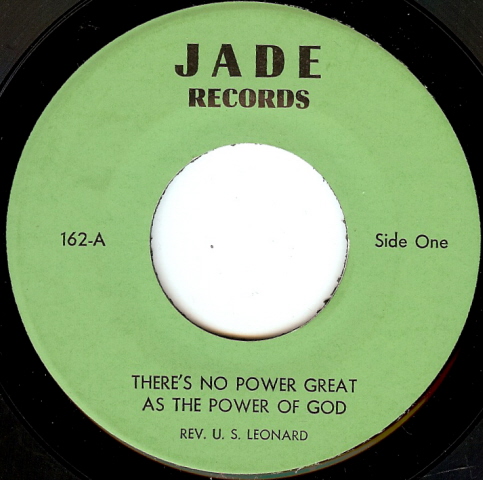 JADE
RECORDS
162-A
Side One
THERE'S NO POWER GREAT
AS THE POWER OF GOD
REV. U. S. LEONARD